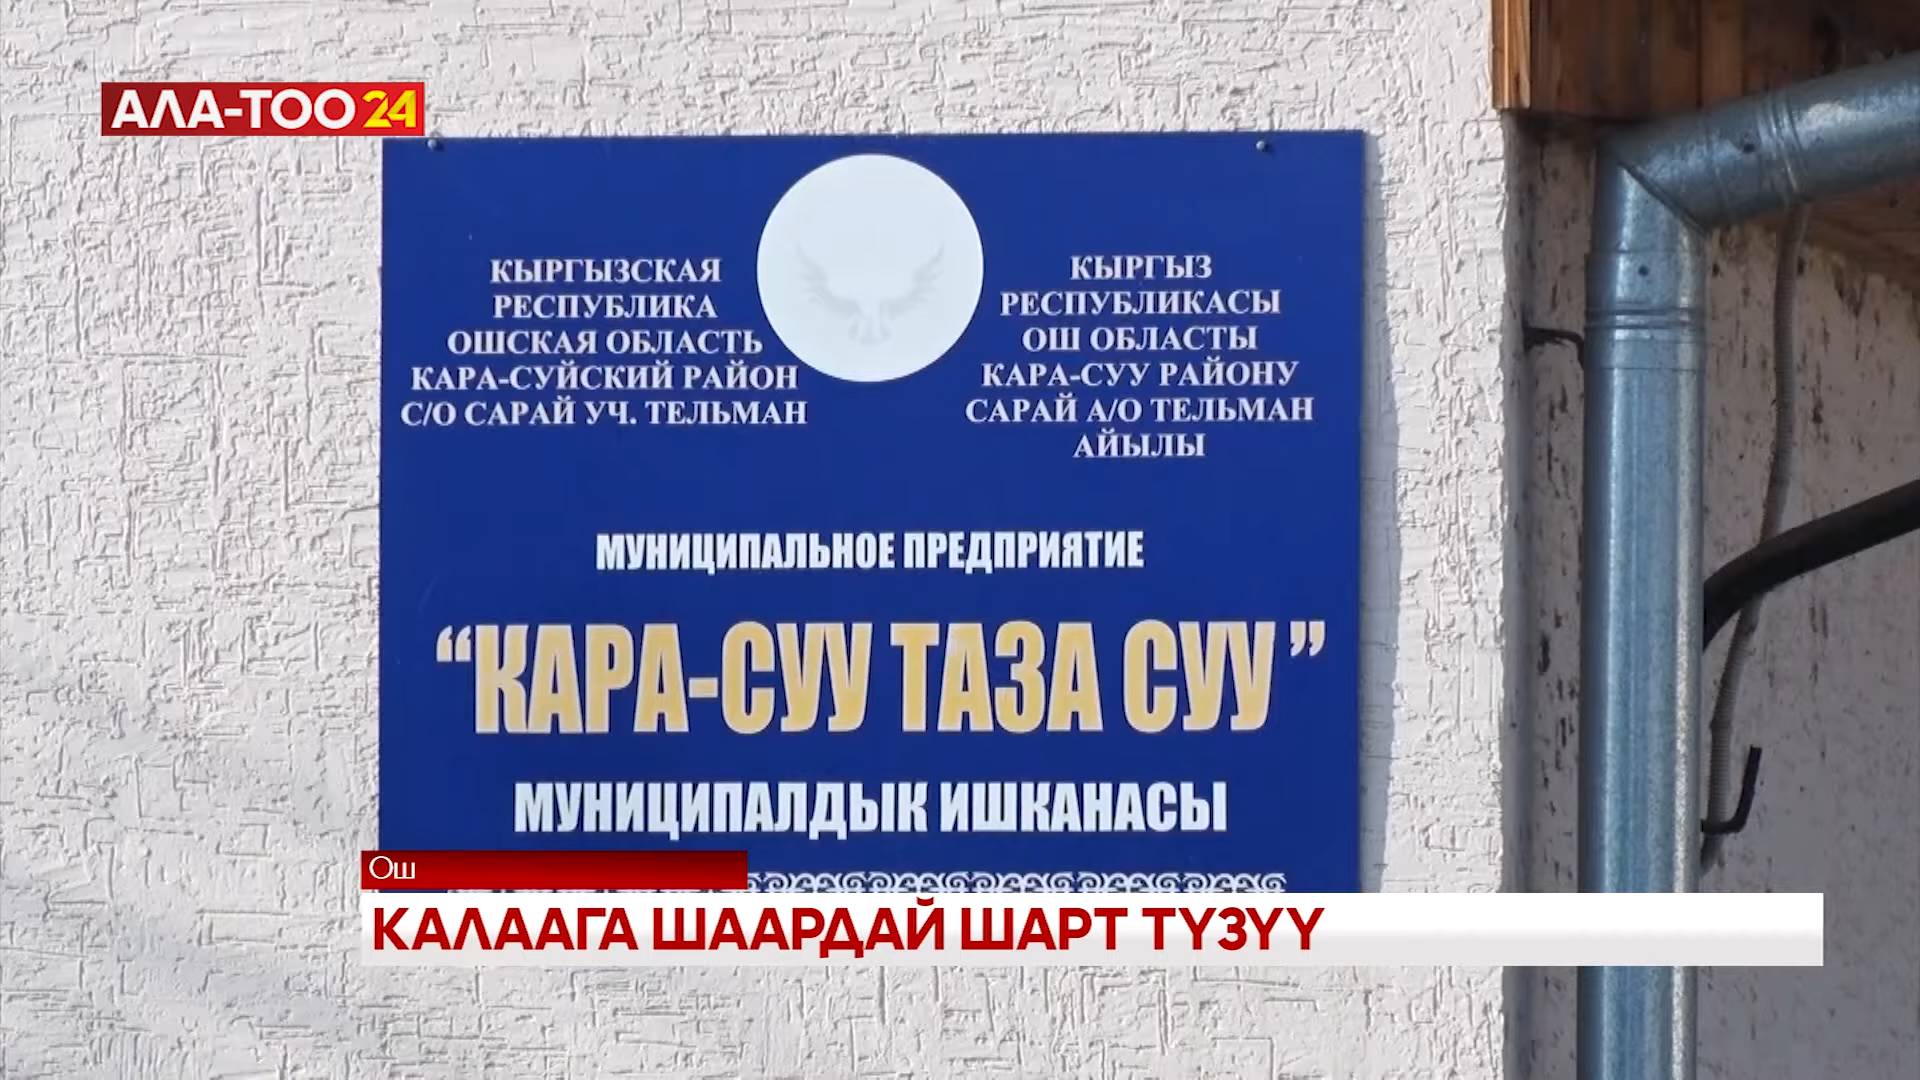 АЛА-ТОО 24
КЫРГЫЗСКАЯ
РЕСПУБЛИКА
ОШСКАЯ ОБЛАСТЬ
КАРА-СУЙСКИЙ РАЙОН
С/О САРАЙ УЧ. ТЕЛЬМАН
КЫРГЫЗ
РЕСПУБЛИКАСЫ
ОШ ОБЛАСТЫ
КАРА-СУУ РАЙОНУ
САРАЙ А/О ТЕЛЬМАН
АЙЫЛЫ
МУНИЦИПАЛЬНОЕ ПРЕДПРИЯТИЕ
“КАРА-СУУ ТАЗА СУУ”
МУНИЦИПАЛДЫК ИШКАНАСЫ
Ош
КАЛААГА ШААРДАЙ ШАРТ ТҮЗҮҮ